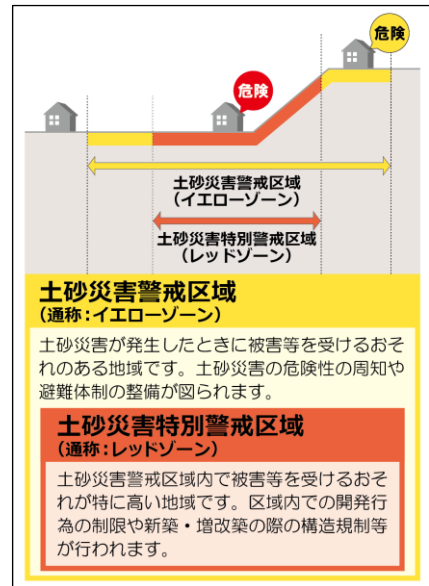 危険
危険
土砂災害警戒区域
（イエローゾーン）
土砂災害特別警戒区域
（レッドゾーン）
土砂災害警戒区域
（通称：イエローゾーン）
土砂災害が発生したときに被害等を受けるおそ
れのある地域です。土砂災害の危険性の周知や
避難体制の整備が図られます。
土砂災害特別警戒区域
（通称：レッドゾーン）
土砂災害警戒区域内で被害等を受けるおそ
れが特に高い地域です。区域内での開発行
為の制限や新築・増改築の際の構造規制等
が行われます。